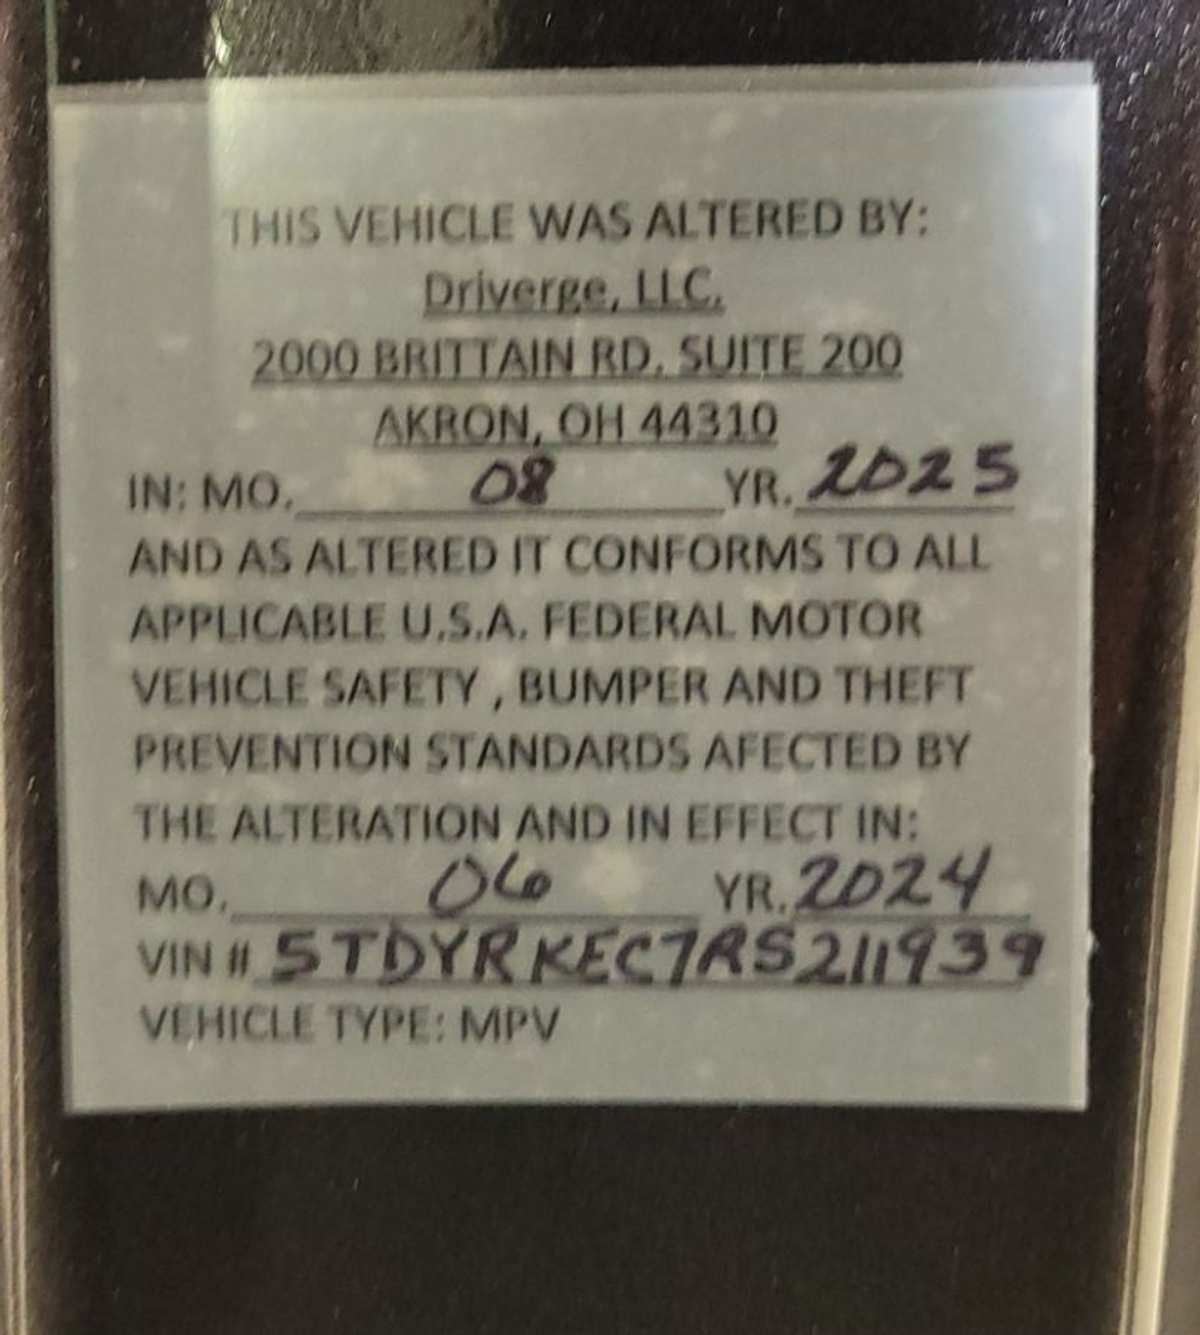 THIS VEHICLE WAS ALTERED BY:
Driverge, LLC.
2000 BRITTAIN RD. SUITE 200
AKRON, OH 44310
IN: MO. 08 YR. 2025
AND AS ALTERED IT CONFORMS TO ALL
APPLICABLE U.S.A. FEDERAL MOTOR
VEHICLE SAFETY , BUMPER AND THEFT
PREVENTION STANDARDS AFECTED BY
THE ALTERATION AND IN EFFECT IN:
MO. 06 YR. 2024
VIN # 5TDYRKEC7RS211939
VEHICLE TYPE: MPV